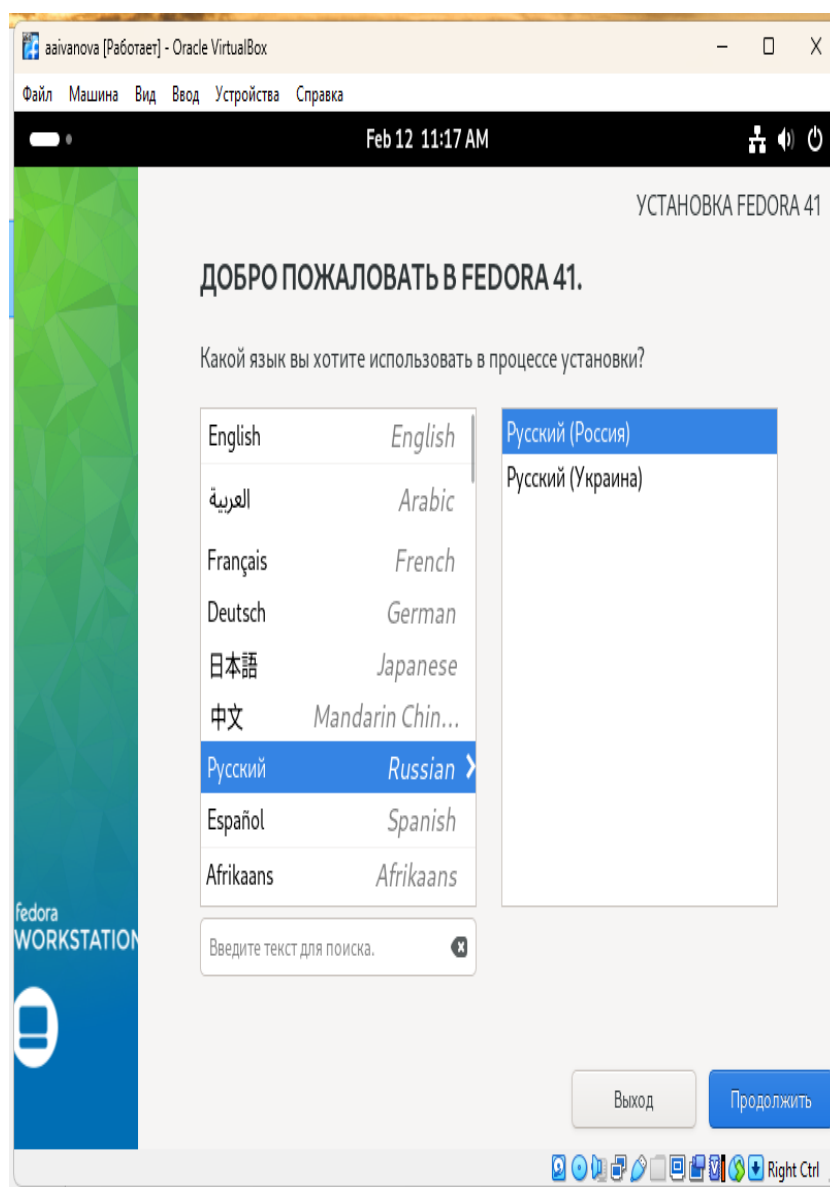 aaivanova [Работает] - Oracle VirtualBox
Файл Машина Вид Ввод Устройства Справка
Feb 12 11:17 AM
УСТАНОВКА FEDORA 41
ДОБРО ПОЖАЛОВАТЬ В FEDORA 41.
Какой язык вы хотите использовать в процессе установки?
English English
العربية Arabic
Français French
Deutsch German
日本語 Japanese
中文 Mandarin Chin...
Русский Russian
Español Spanish
Afrikaans Afrikaans
Русский (Россия)
Русский (Украина)
Введите текст для поиска.
fedora
WORKSTATION
Выход Продолжить
Right Ctrl